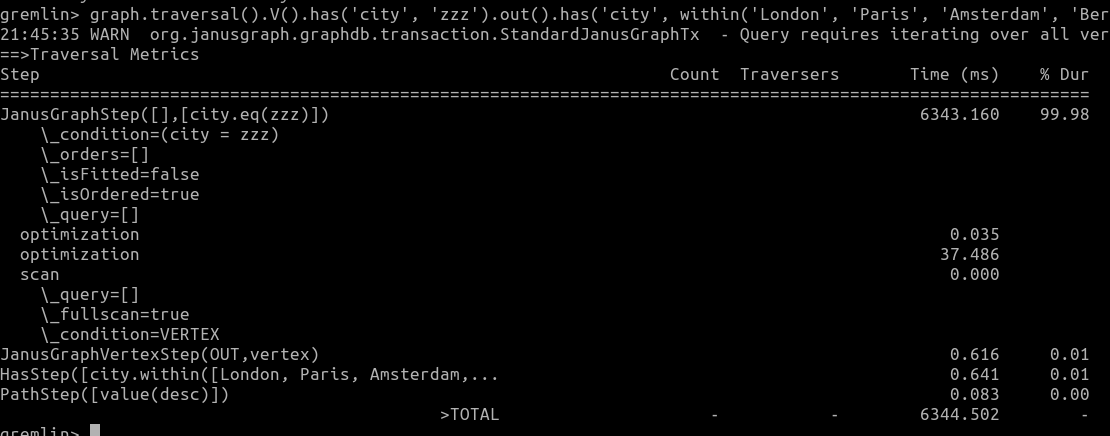 gremlin> graph.traversal().V().has('city', 'zzz').out().has('city', within('London', 'Paris', 'Amsterdam', 'Ber
21:45:35 WARN  org.janusgraph.graphdb.transaction.StandardJanusGraphTx  - Query requires iterating over all ver
==>Traversal Metrics
Step Count Traversers Time (ms) % Dur
=============================================================================================================
JanusGraphStep([],[city.eq(zzz)]) 6343.160 99.98
\_condition=(city = zzz)
\_orders=[]
\_isFitted=false
\_isOrdered=true
\_query=[]
optimization 0.035
optimization 37.486
scan 0.000
\_query=[]
\_fullscan=true
\_condition=VERTEX
JanusGraphVertexStep(OUT,vertex) 0.616 0.01
HasStep([city.within([London, Paris, Amsterdam,... 0.641 0.01
PathStep([value(desc)]) 0.083 0.00
>TOTAL - - 6344.502 -
gremlin>